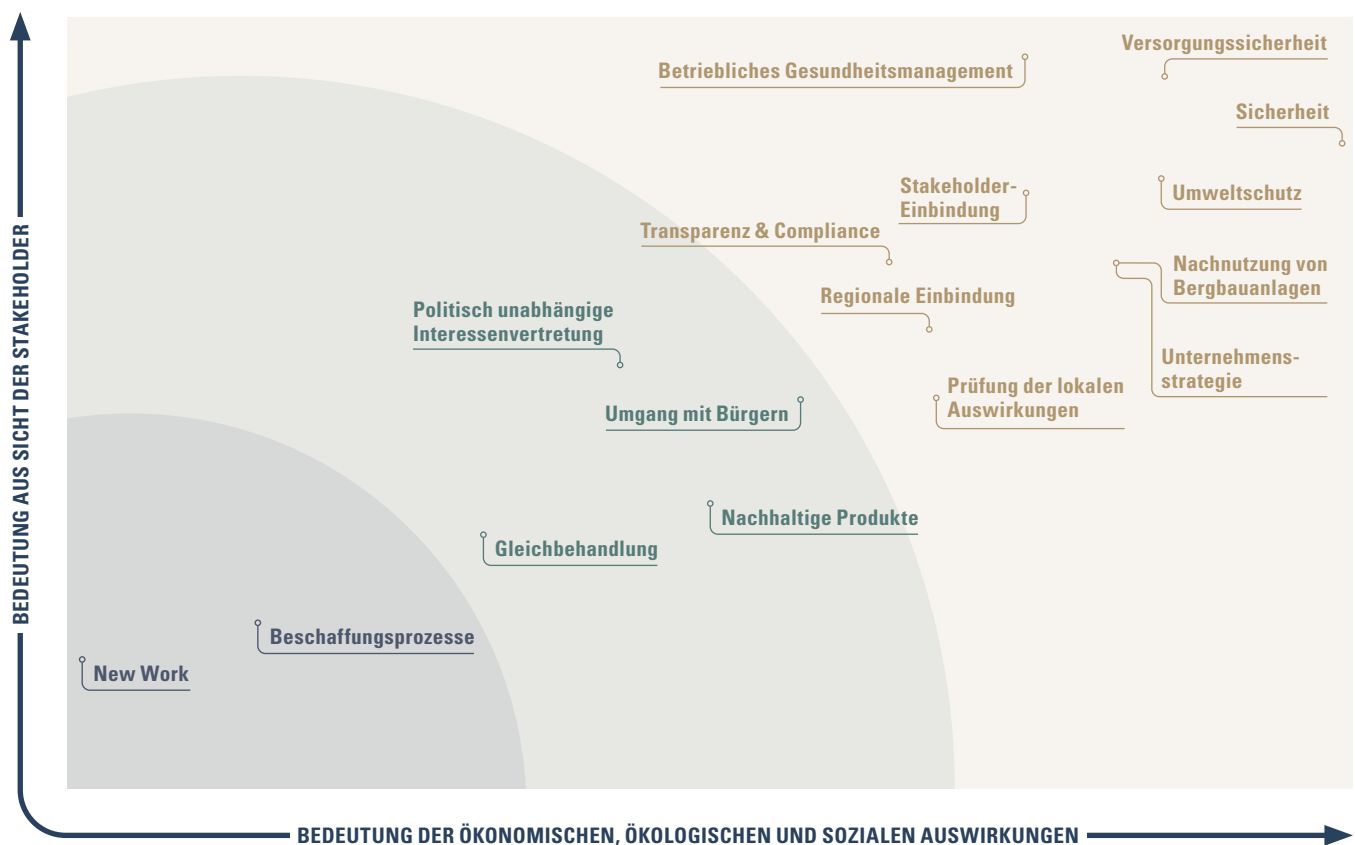 Versorgungssicherheit
Betriebliches Gesundheitsmanagement
Sicherheit
Stakeholder-
Einbindung
Umweltschutz
Transparenz & Compliance
Nachnutzung von
Bergbauanlagen
Regionale Einbindung
Politisch unabhängige
Interessenvertretung
Unternehmens-
strategie
Prüfung der lokalen
Auswirkungen
Umgang mit Bürgern
Nachhaltige Produkte
Gleichbehandlung
Beschaffungsprozesse
New Work
BEDEUTUNG AUS SICHT DER STAKEHOLDER
BEDEUTUNG DER ÖKONOMISCHEN, ÖKOLOGISCHEN UND SOZIALEN AUSWIRKUNGEN